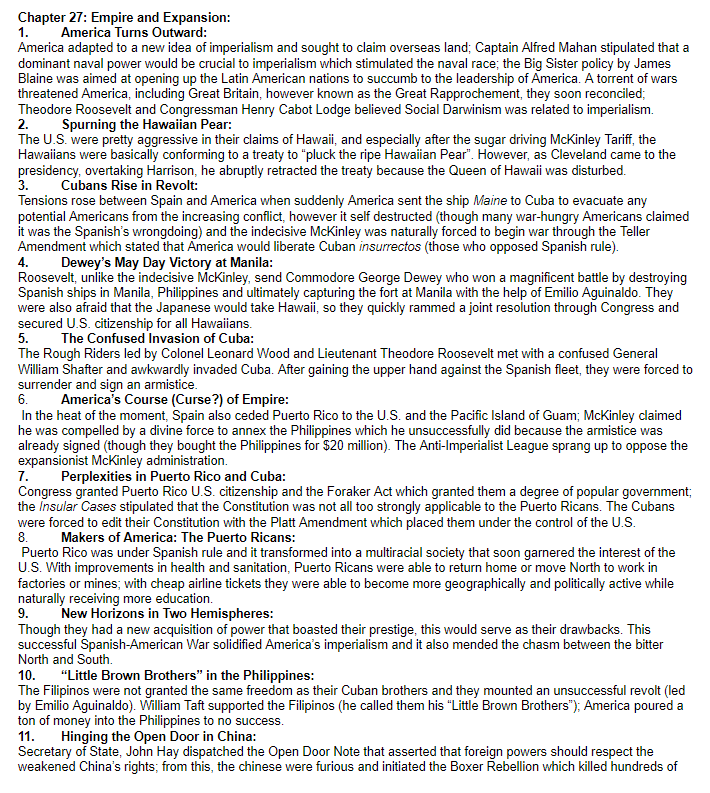 Chapter 27: Empire and Expansion:
1. America Turns Outward:
America adapted to a new idea of imperialism and sought to claim overseas land; Captain Alfred Mahan stipulated that a
dominant naval power would be crucial to imperialism which stimulated the naval race; the Big Sister policy by James
Blaine was aimed at opening up the Latin American nations to succumb to the leadership of America. A torrent of wars
threatened America, including Great Britain, however known as the Great Rapprochement, they soon reconciled;
Theodore Roosevelt and Congressman Henry Cabot Lodge believed Social Darwinism was related to imperialism.
2. Spurning the Hawaiian Pear:
The U.S. were pretty aggressive in their claims of Hawaii, and especially after the sugar driving McKinley Tariff, the
Hawaiians were basically conforming to a treaty to “pluck the ripe Hawaiian Pear”. However, as Cleveland came to the
presidency, overtaking Harrison, he abruptly retracted the treaty because the Queen of Hawaii was disturbed.
3. Cubans Rise in Revolt:
Tensions rose between Spain and America when suddenly America sent the ship Maine to Cuba to evacuate any
potential Americans from the increasing conflict, however it self destructed (though many war-hungry Americans claimed
it was the Spanish’s wrongdoing) and the indecisive McKinley was naturally forced to begin war through the Teller
Amendment which stated that America would liberate Cuban insurrectos (those who opposed Spanish rule).
4. Dewey’s May Day Victory at Manila:
Roosevelt, unlike the indecisive McKinley, send Commodore George Dewey who won a magnificent battle by destroying
Spanish ships in Manila, Philippines and ultimately capturing the fort at Manila with the help of Emilio Aguinaldo. They
were also afraid that the Japanese would take Hawaii, so they quickly rammed a joint resolution through Congress and
secured U.S. citizenship for all Hawaiians.
5. The Confused Invasion of Cuba:
The Rough Riders led by Colonel Leonard Wood and Lieutenant Theodore Roosevelt met with a confused General
William Shafter and awkwardly invaded Cuba. After gaining the upper hand against the Spanish fleet, they were forced to
surrender and sign an armistice.
6. America’s Course (Curse?) of Empire:
In the heat of the moment, Spain also ceded Puerto Rico to the U.S. and the Pacific Island of Guam; McKinley claimed
he was compelled by a divine force to annex the Philippines which he unsuccessfully did because the armistice was
already signed (though they bought the Philippines for $20 million). The Anti-Imperialist League sprang up to oppose the
expansionist McKinley administration.
7. Perplexities in Puerto Rico and Cuba:
Congress granted Puerto Rico U.S. citizenship and the Foraker Act which granted them a degree of popular government;
the Insular Cases stipulated that the Constitution was not all too strongly applicable to the Puerto Ricans. The Cubans
were forced to edit their Constitution with the Platt Amendment which placed them under the control of the U.S.
8. Makers of America: The Puerto Ricans:
Puerto Rico was under Spanish rule and it transformed into a multiracial society that soon garnered the interest of the
U.S. With improvements in health and sanitation, Puerto Ricans were able to return home or move North to work in
factories or mines; with cheap airline tickets they were able to become more geographically and politically active while
naturally receiving more education.
9. New Horizons in Two Hemispheres:
Though they had a new acquisition of power that boasted their prestige, this would serve as their drawbacks. This
successful Spanish-American War solidified America’s imperialism and it also mended the chasm between the bitter
North and South.
10. “Little Brown Brothers” in the Philippines:
The Filipinos were not granted the same freedom as their Cuban brothers and they mounted an unsuccessful revolt (led
by Emilio Aguinaldo). William Taft supported the Filipinos (he called them his “Little Brown Brothers”); America poured a
ton of money into the Philippines to no success.
11. Hinging the Open Door in China:
Secretary of State, John Hay dispatched the Open Door Note that asserted that foreign powers should respect the
weakened China’s rights; from this, the chinese were furious and initiated the Boxer Rebellion which killed hundreds of